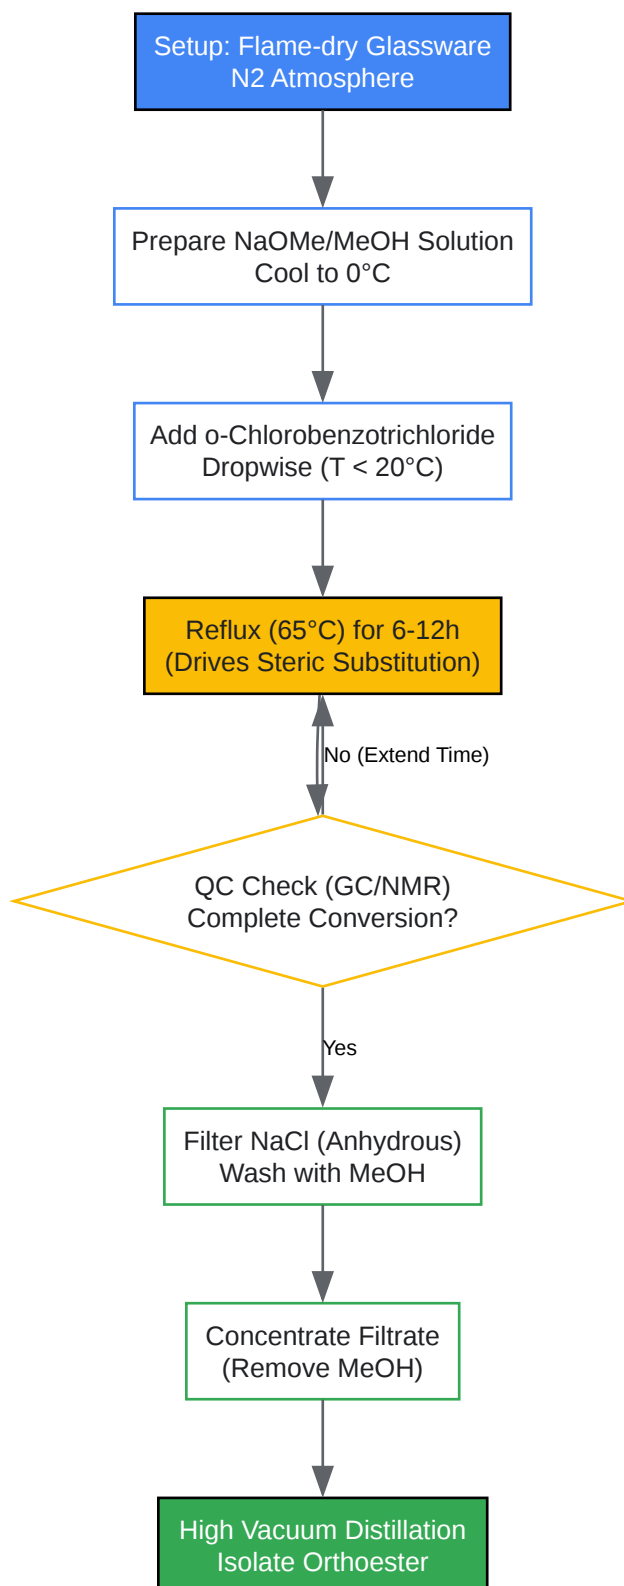 Setup: Flame-dry Glassware
N2 Atmosphere
Prepare NaOMe/MeOH Solution
Cool to 0°C
Add o-Chlorobenzotrichloride
Dropwise (T < 20°C)
Reflux (65°C) for 6-12h
(Drives Steric Substitution)
No (Extend Time)
QC Check (GC/NMR)
Complete Conversion?
Yes
Filter NaCl (Anhydrous)
Wash with MeOH
Concentrate Filtrate
(Remove MeOH)
High Vacuum Distillation
Isolate Orthoester